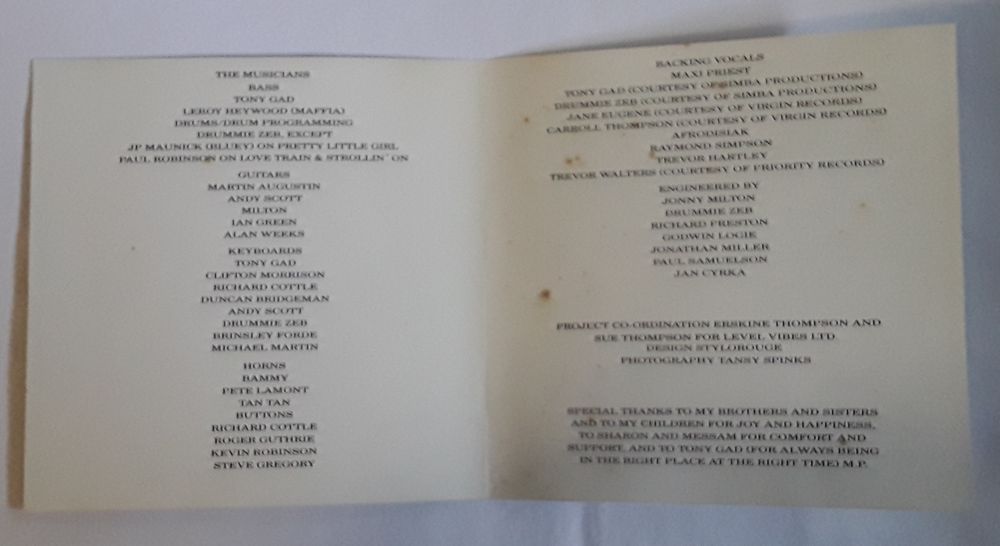 THE MUSICIANS
BASS
TONY GAD
LEROY HEYWOOD (MAFFIA)
DRUMS/DRUM PROGRAMMING
DRUMMIE ZEB, EXCEPT
JP MAUNICK (BLUEY) ON PRETTY LITTLE GIRL
PAUL ROBINSON ON LOVE TRAIN & STROLLIN' ON
GUITARS
MARTIN AUGUSTIN
ANDY SCOTT
MILTON
IAN GREEN
ALAN WEEKS
KEYBOARDS
TONY GAD
CLIFTON MORRISON
RICHARD COTTLE
DUNCAN BRIDGEMAN
ANDY SCOTT
DRUMMIE ZEB
BRINSLEY FORDE
MICHAEL MARTIN
HORNS
BAMMY
PETE LAMONT
TAN TAN
BUTTONS
RICHARD COTTLE
ROGER GUTHRIE
KEVIN ROBINSON
STEVE GREGORY
BACKING VOCALS
MAXI PRIEST
TONY GAD (COURTESY OF SIMBA PRODUCTIONS)
DRUMMIE ZEB (COURTESY OF SIMBA PRODUCTIONS)
JANE EUGENE (COURTESY OF VIRGIN RECORDS)
CARROLL THOMPSON (COURTESY OF VIRGIN RECORDS)
AFRODISIAK
RAYMOND SIMPSON
TREVOR HARTLEY
TREVOR WALTERS (COURTESY OF PRIORITY RECORDS)
ENGINEERED BY
JONNY MILTON
DRUMMIE ZEB
RICHARD PRESTON
GODWIN LOGIE
JONATHAN MILLER
PAUL SAMUELSON
JAN CYRKA
PROJECT CO-ORDINATION ERSKINE THOMPSON AND
SUE THOMPSON FOR LEVEL VIBES LTD
DESIGN STYLOROUGE
PHOTOGRAPHY TANSY SPINKS
SPECIAL THANKS TO MY BROTHERS AND SISTERS
AND TO MY CHILDREN FOR JOY AND HAPPINESS,
TO SHARON AND MESSAM FOR COMFORT AND
SUPPORT, AND TO TONY GAD (FOR ALWAYS BEING
IN THE RIGHT PLACE AT THE RIGHT TIME) M.P.